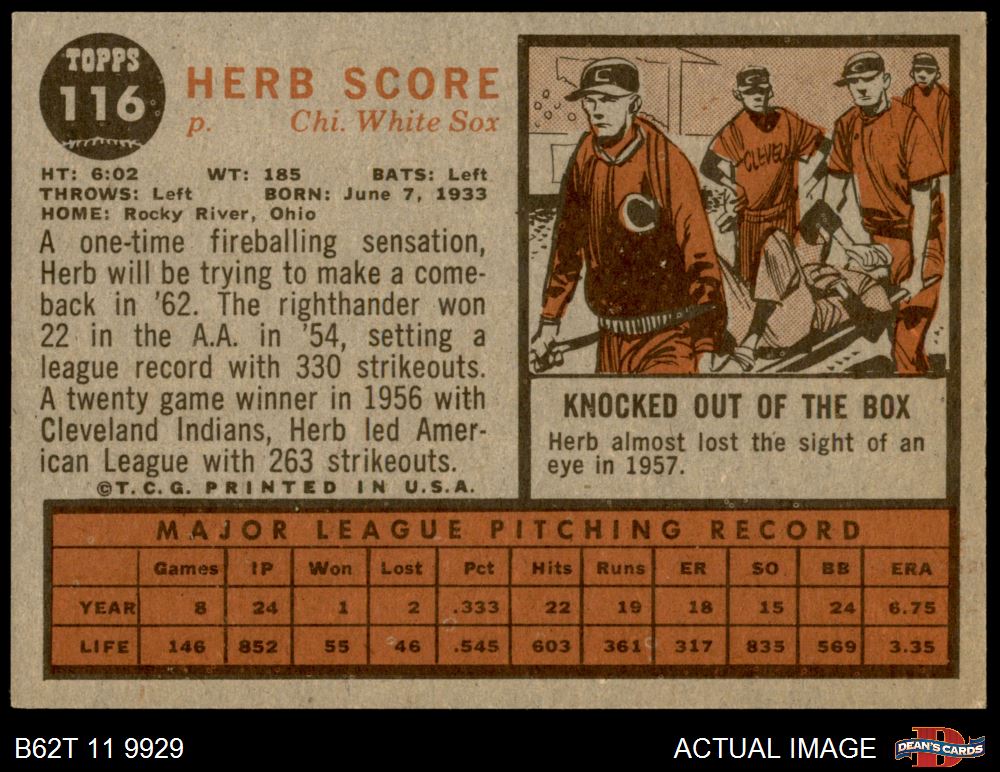 TOPPS
116
HERB SCORE
p. Chi. White Sox
HT: 6:02 WT: 185 BATS: Left
THROWS: Left BORN: June 7, 1933
HOME: Rocky River, Ohio
A one-time fireballing sensation,
Herb will be trying to make a come-
back in '62. The righthander won
22 in the A.A. in '54, setting a
league record with 330 strikeouts.
A twenty game winner in 1956 with
Cleveland Indians, Herb led Amer-
ican League with 263 strikeouts.
©T.C.G. PRINTED IN U.S.A.
C
C
C
CLEVE
KNOCKED OUT OF THE BOX
Herb almost lost the sight of an
eye in 1957.
MAJOR LEAGUE PITCHING RECORD
Games IP Won Lost Pct Hits Runs ER SO BB ERA
YEAR 8 24 1 2 .333 22 19 18 15 24 6.75
LIFE 146 852 55 46 .545 603 361 317 835 569 3.35
B62T 11 9929
ACTUAL IMAGE
D
DEAN'S CARDS